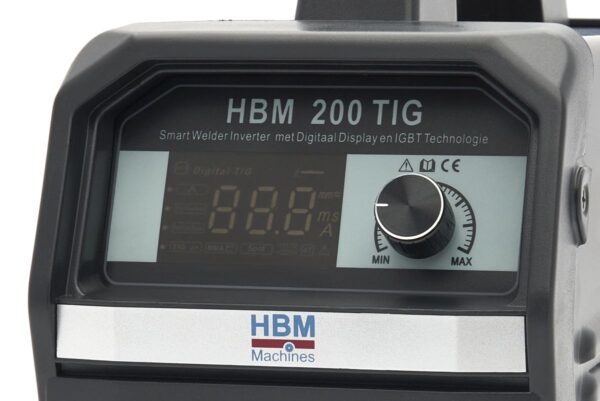 HBM 200 TIG
Smart Welder Inverter met Digitaal Display en IGBT Technologie
Digital TIG
88.8
ms
A
CE
MIN
MAX
HBM
Machines